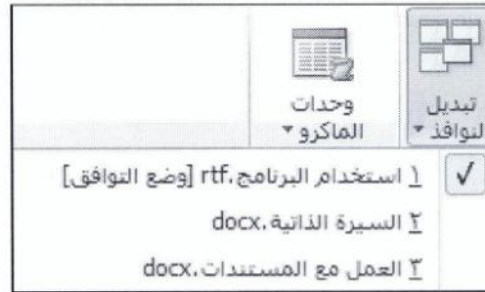 تبديل
النوافذ
وحدات
الماكرو
١ استخدام البرنامج.rtf [وضع التوافق]
٢ السيرة الذاتية.docx
٣ العمل مع المستندات.docx